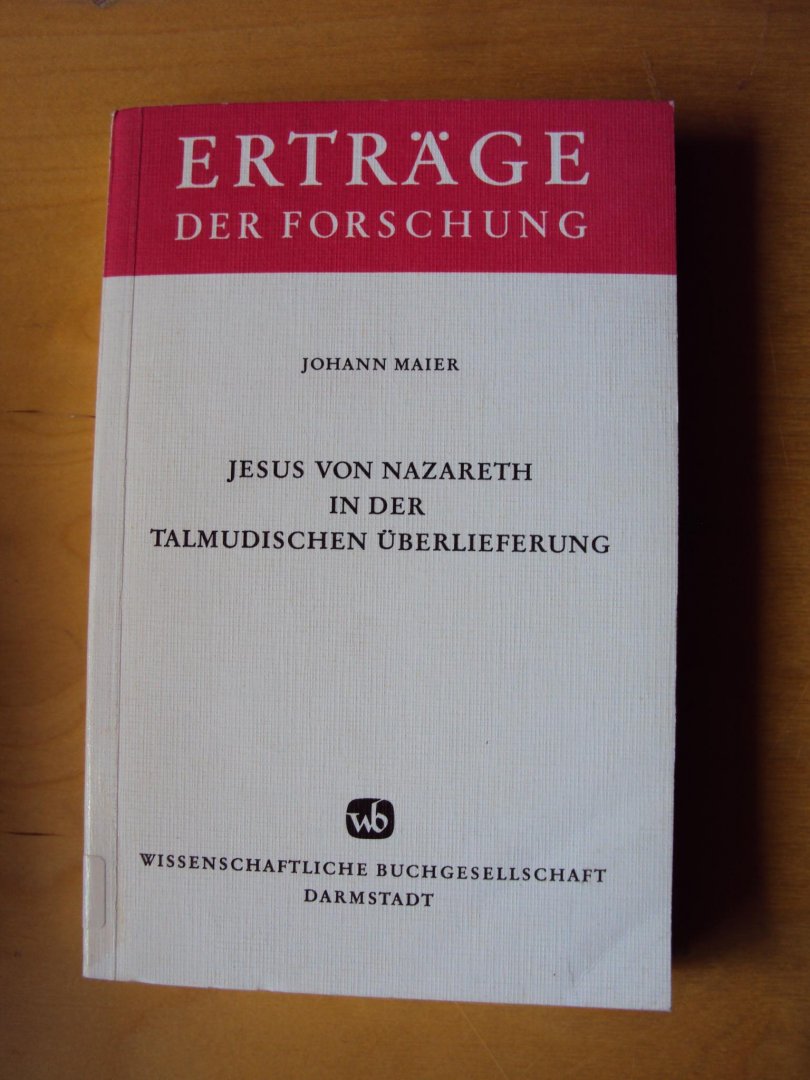 ERTRÄGE
DER FORSCHUNG
JOHANN MAIER
JESUS VON NAZARETH
IN DER
TALMUDISCHEN ÜBERLIEFERUNG
wb
WISSENSCHAFTLICHE BUCHGESELLSCHAFT
DARMSTADT